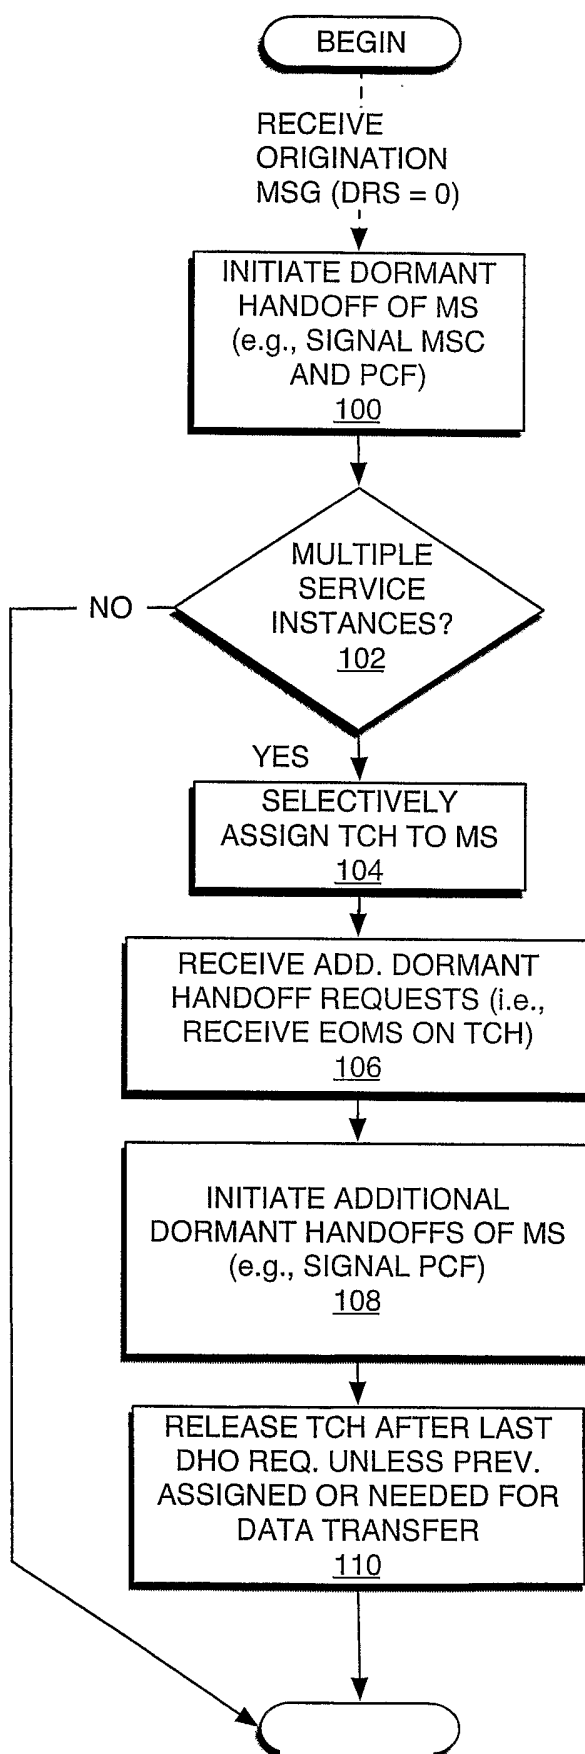 BEGIN
RECEIVE
ORIGINATION
MSG (DRS = 0)
INITIATE DORMANT
HANDOFF OF MS
(e.g., SIGNAL MSC
AND PCF)
100
MULTIPLE
SERVICE
INSTANCES?
102
NO
YES
SELECTIVELY
ASSIGN TCH TO MS
104
RECEIVE ADD. DORMANT
HANDOFF REQUESTS (i.e.,
RECEIVE EOMS ON TCH)
106
INITIATE ADDITIONAL
DORMANT HANDOFFS OF MS
(e.g., SIGNAL PCF)
108
RELEASE TCH AFTER LAST
DHO REQ. UNLESS PREV.
ASSIGNED OR NEEDED FOR
DATA TRANSFER
110